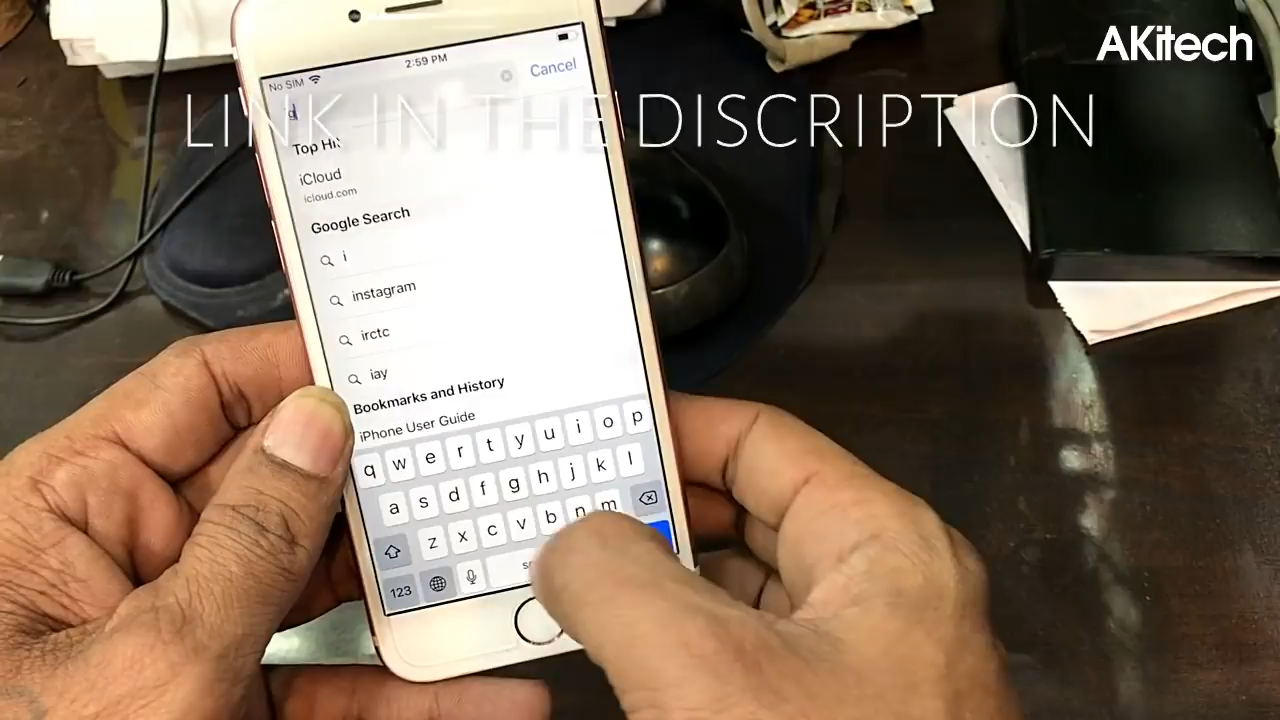 AKitech
LINK IN THE DISCRIPTION
No SIM
2:59 PM
Cancel
Top Hi
iCloud
icloud.com
Google Search
i
instagram
irctc
iay
Bookmarks and History
iPhone User Guide
q w e r t y u i o p
a s d f g h j k l
z x c v b n m
123